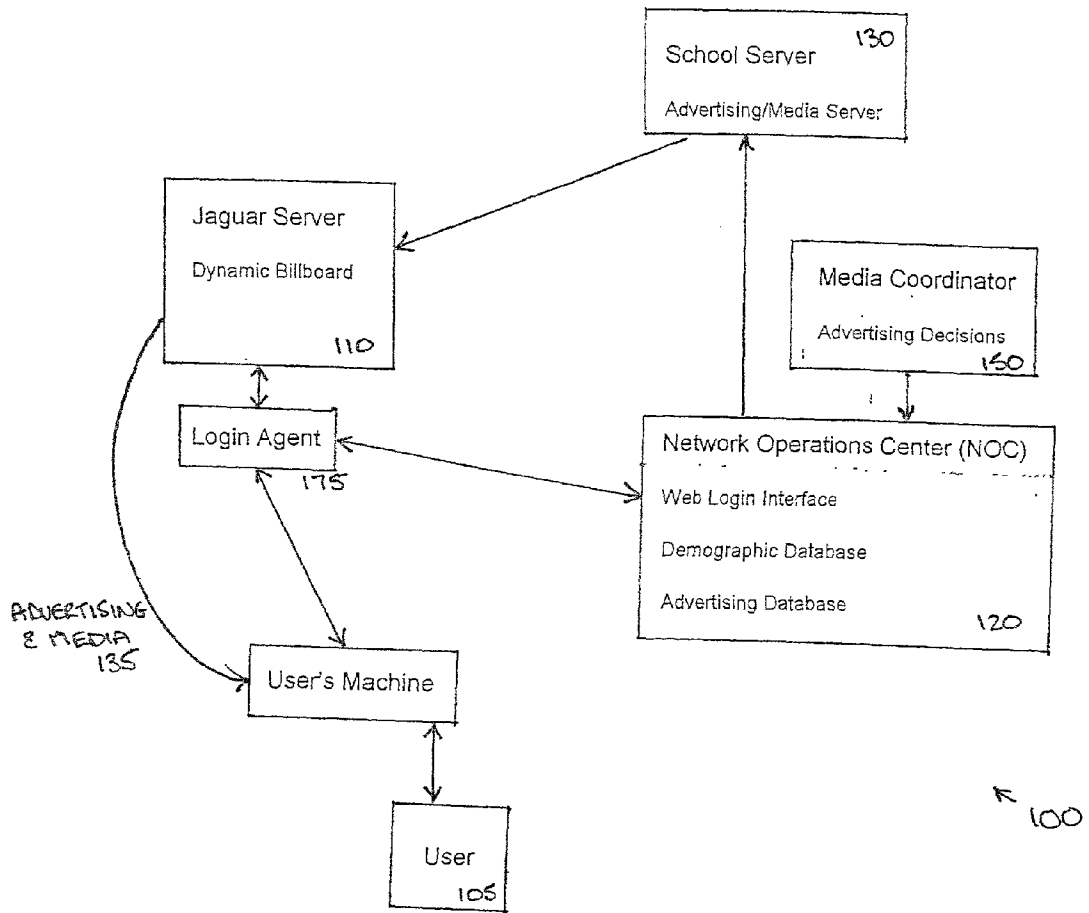 130
School Server
Advertising/Media Server
Jaguar Server
Dynamic Billboard
110
Media Coordinator
Advertising Decisions
150
Login Agent
175
Network Operations Center (NOC)
Web Login Interface
Demographic Database
Advertising Database
120
ADVERTISING
& MEDIA
135
User's Machine
User
105
100